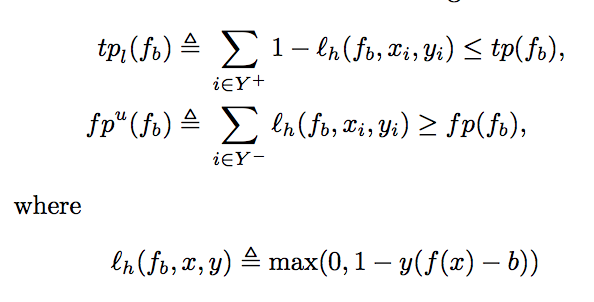 tp_l(f_b) ≜ ∑_{i∈Y^+} 1 − ℓ_h(f_b, x_i, y_i) ≤ tp(f_b),
fp^u(f_b) ≜ ∑_{i∈Y^−} ℓ_h(f_b, x_i, y_i) ≥ fp(f_b),
where
ℓ_h(f_b, x, y) ≜ max(0, 1 − y(f(x) − b))